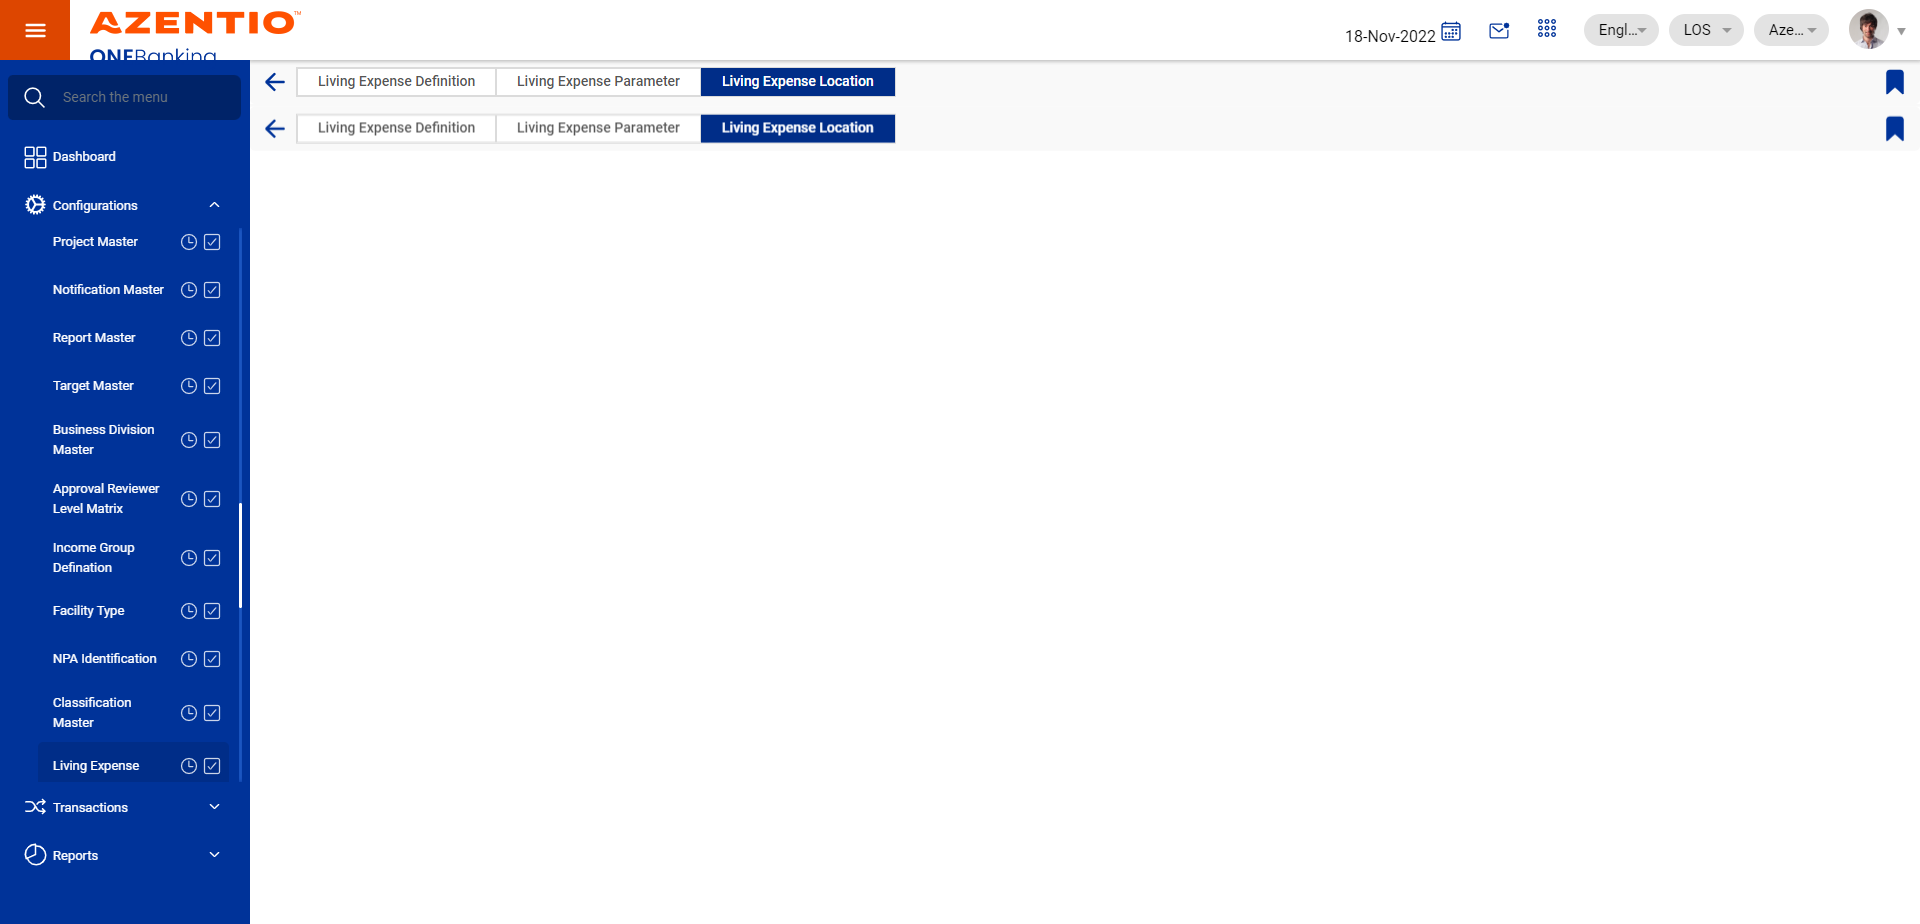 AZENTIO™
ONEBanking
18-Nov-2022
Engl...
LOS
Aze...
Search the menu
Dashboard
Configurations
Project Master
Notification Master
Report Master
Target Master
Business Division
Master
Approval Reviewer
Level Matrix
Income Group
Defination
Facility Type
NPA Identification
Classification
Master
Living Expense
Transactions
Reports
Living Expense Definition
Living Expense Parameter
Living Expense Location
Living Expense Definition
Living Expense Parameter
Living Expense Location